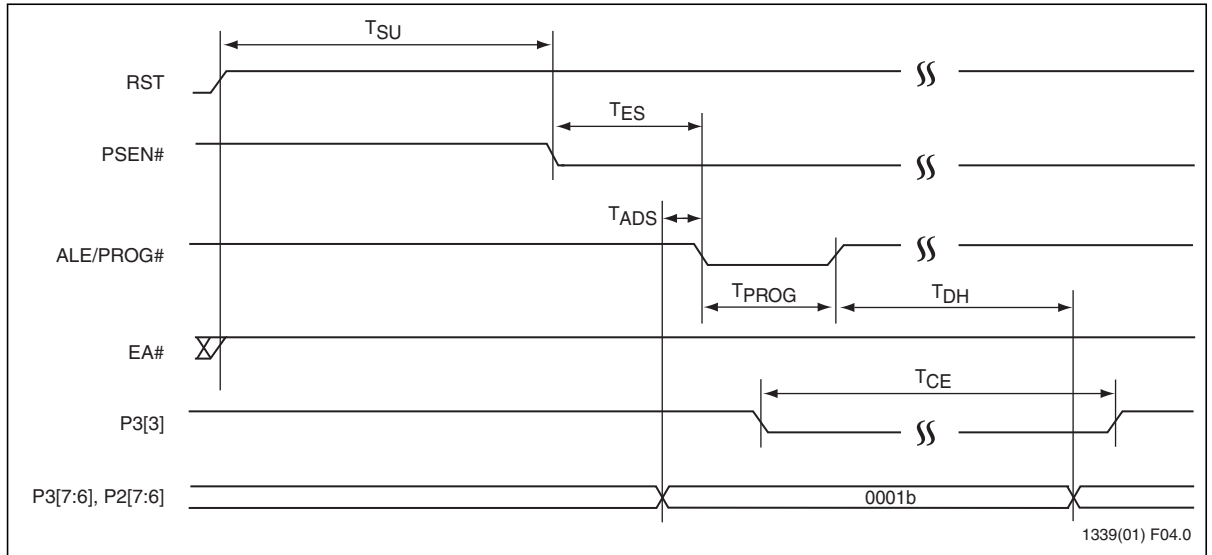 TSU
RST
TES
PSEN#
TADS
ALE/PROG#
TPROG
TDH
EA#
TCE
P3[3]
P3[7:6], P2[7:6]
0001b
1339(01) F04.0